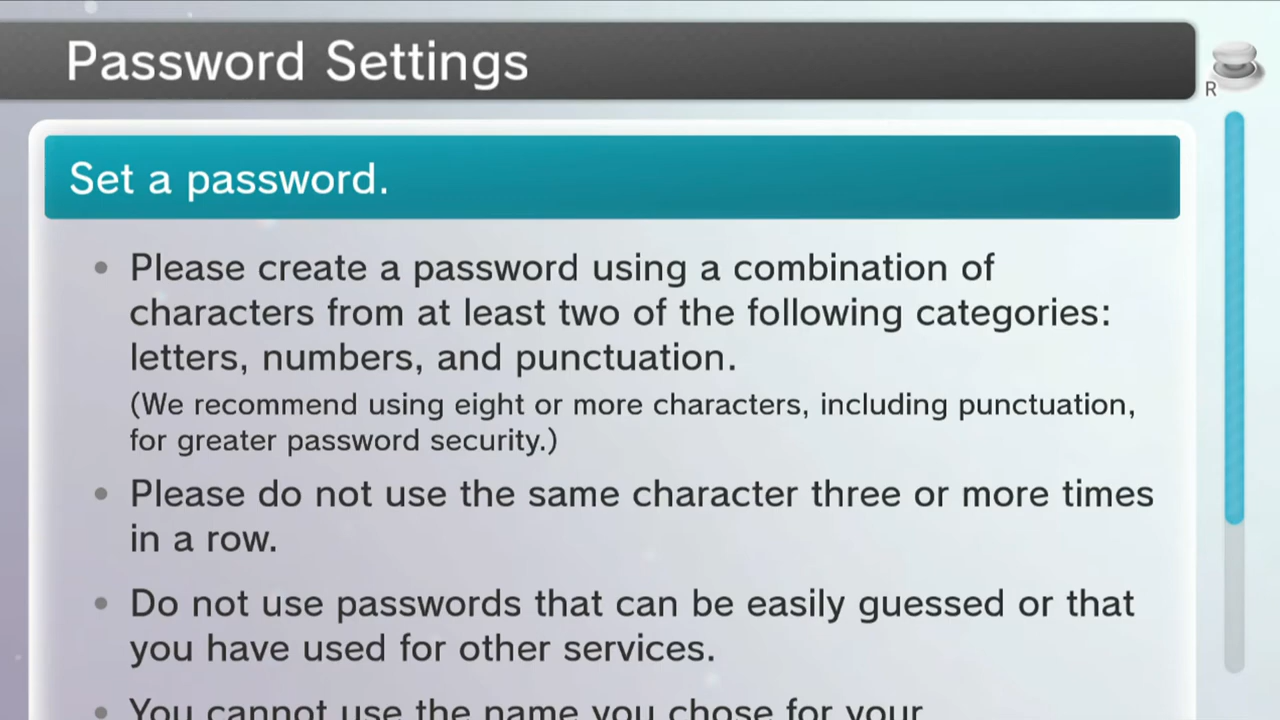 Password Settings
R
Set a password.
• Please create a password using a combination of
characters from at least two of the following categories:
letters, numbers, and punctuation.
(We recommend using eight or more characters, including punctuation,
for greater password security.)
• Please do not use the same character three or more times
in a row.
• Do not use passwords that can be easily guessed or that
you have used for other services.
• You cannot use the name you chose for your